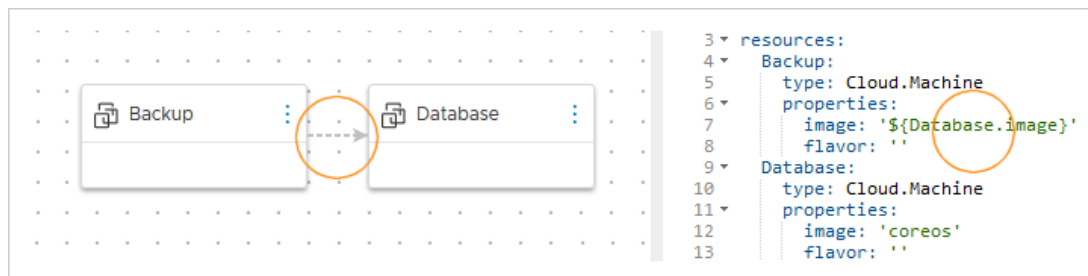 Backup
Database
3 resources:
4 Backup:
5 type: Cloud.Machine
6 properties:
7 image: '${Database.image}'
8 flavor: ''
9 Database:
10 type: Cloud.Machine
11 properties:
12 image: 'coreos'
13 flavor: ''